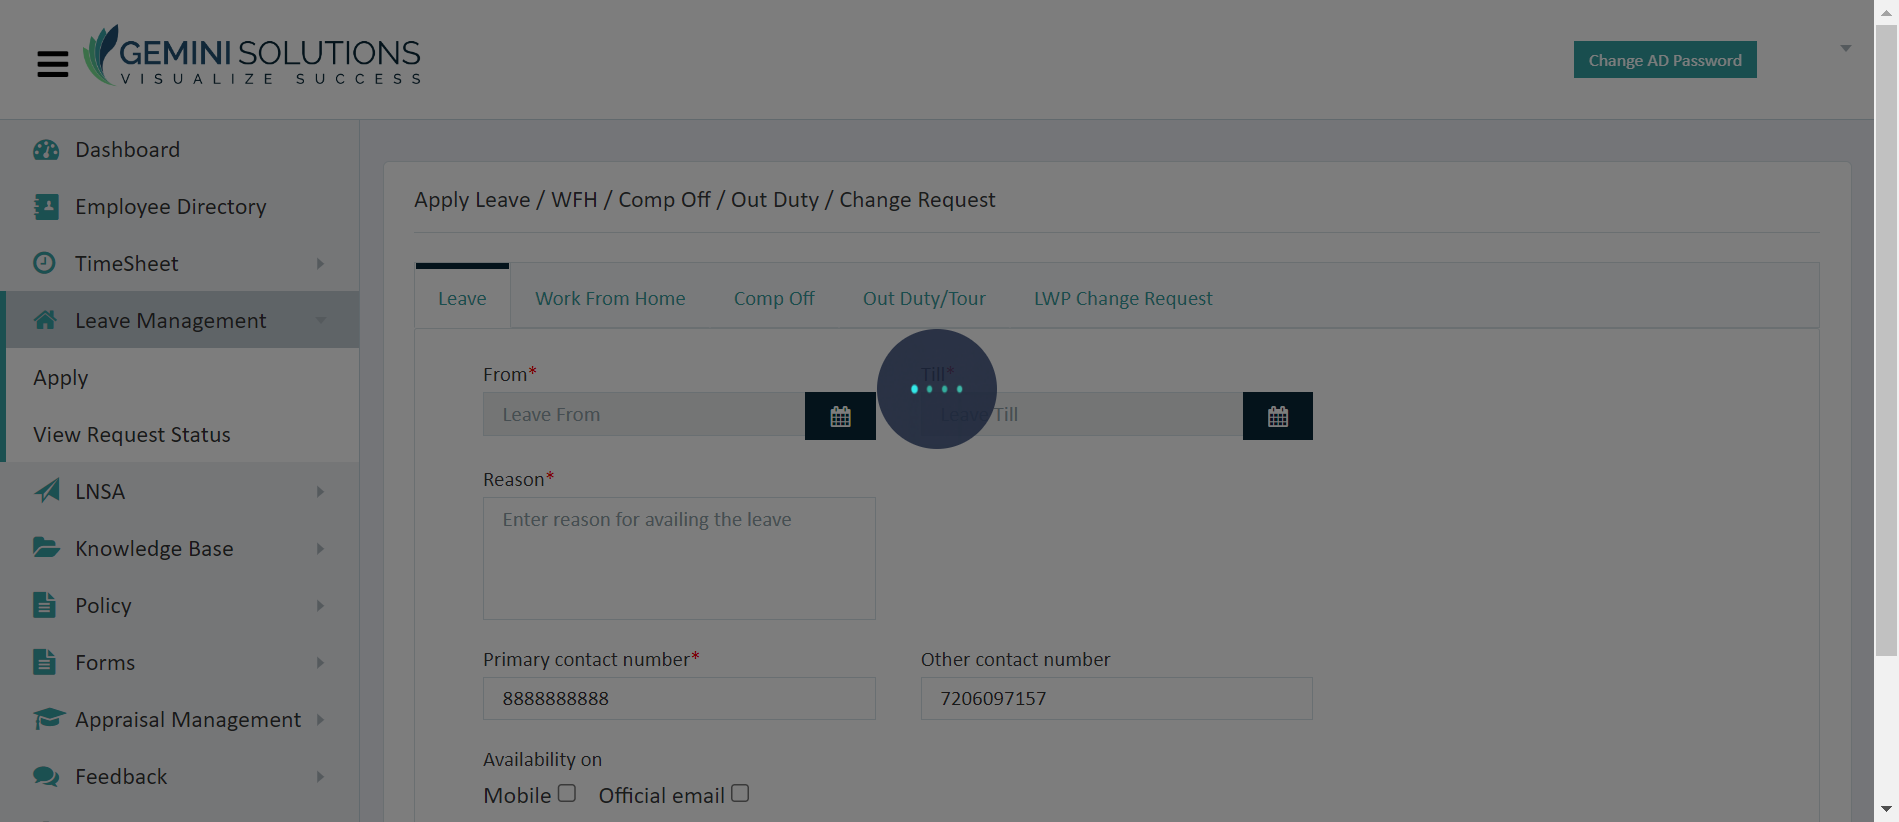 GEMINI SOLUTIONS
VISUALIZE SUCCESS
Change AD Password
Dashboard
Employee Directory
TimeSheet
Leave Management
Apply
View Request Status
LNSA
Knowledge Base
Policy
Forms
Appraisal Management
Feedback
Apply Leave / WFH / Comp Off / Out Duty / Change Request
Leave Work From Home Comp Off Out Duty/Tour LWP Change Request
From* Till*
Leave From Leave Till
Reason*
Enter reason for availing the leave
Primary contact number* Other contact number
8888888888 7206097157
Availability on
Mobile Official email